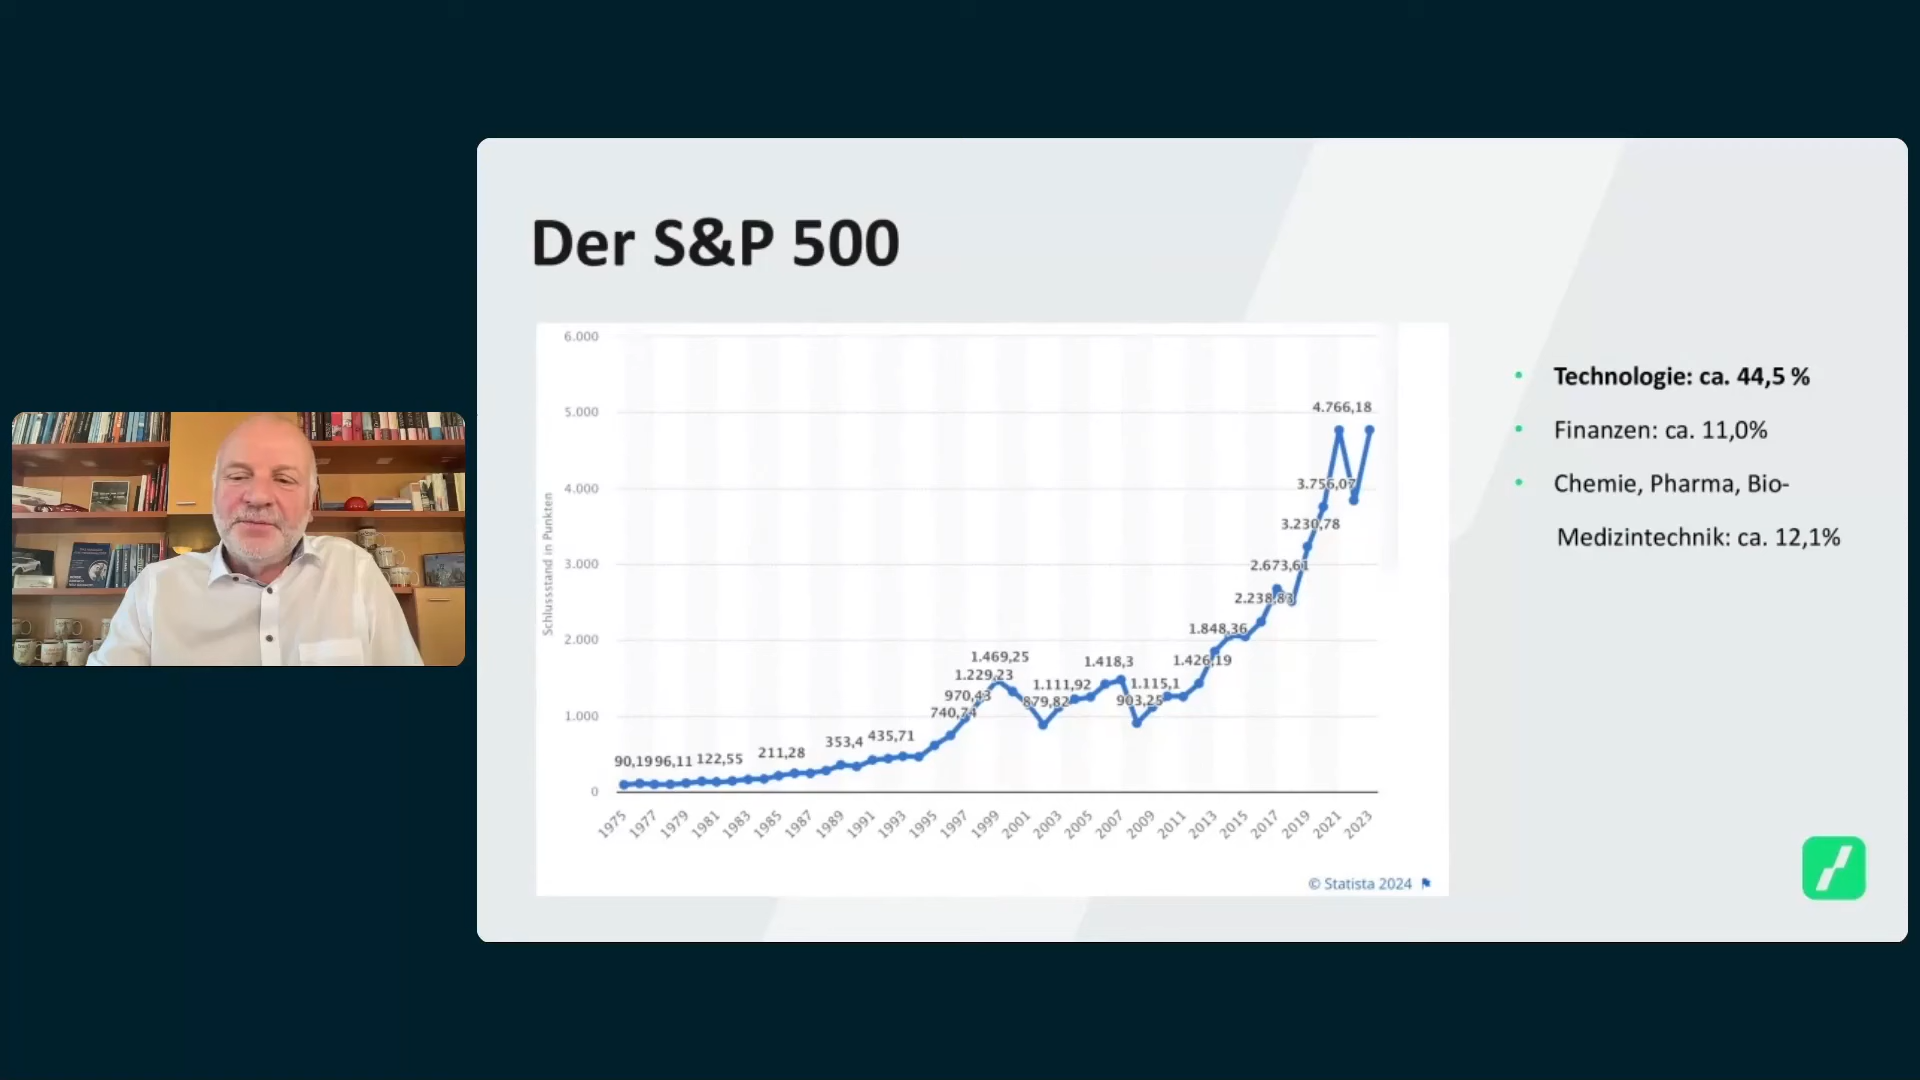 Der S&P 500
6.000
5.000
4.000
3.000
2.000
1.000
0
Schlussstand in Punkten
90,19 96,11 122,55 211,28 353,4 435,71
740,74
970,43
1.229,23
1.469,25
879,82
1.111,92
1.418,3
903,25
1.115,1
1.426,19
1.848,36
2.238,83
2.673,61
3.230,78
3.756,07
4.766,18
1975 1977 1979 1981 1983 1985 1987 1989 1991 1993 1995 1997 1999 2001 2003 2005 2007 2009 2011 2013 2015 2017 2019 2021 2023
© Statista 2024
• Technologie: ca. 44,5 %
• Finanzen: ca. 11,0%
• Chemie, Pharma, Bio-
Medizintechnik: ca. 12,1%